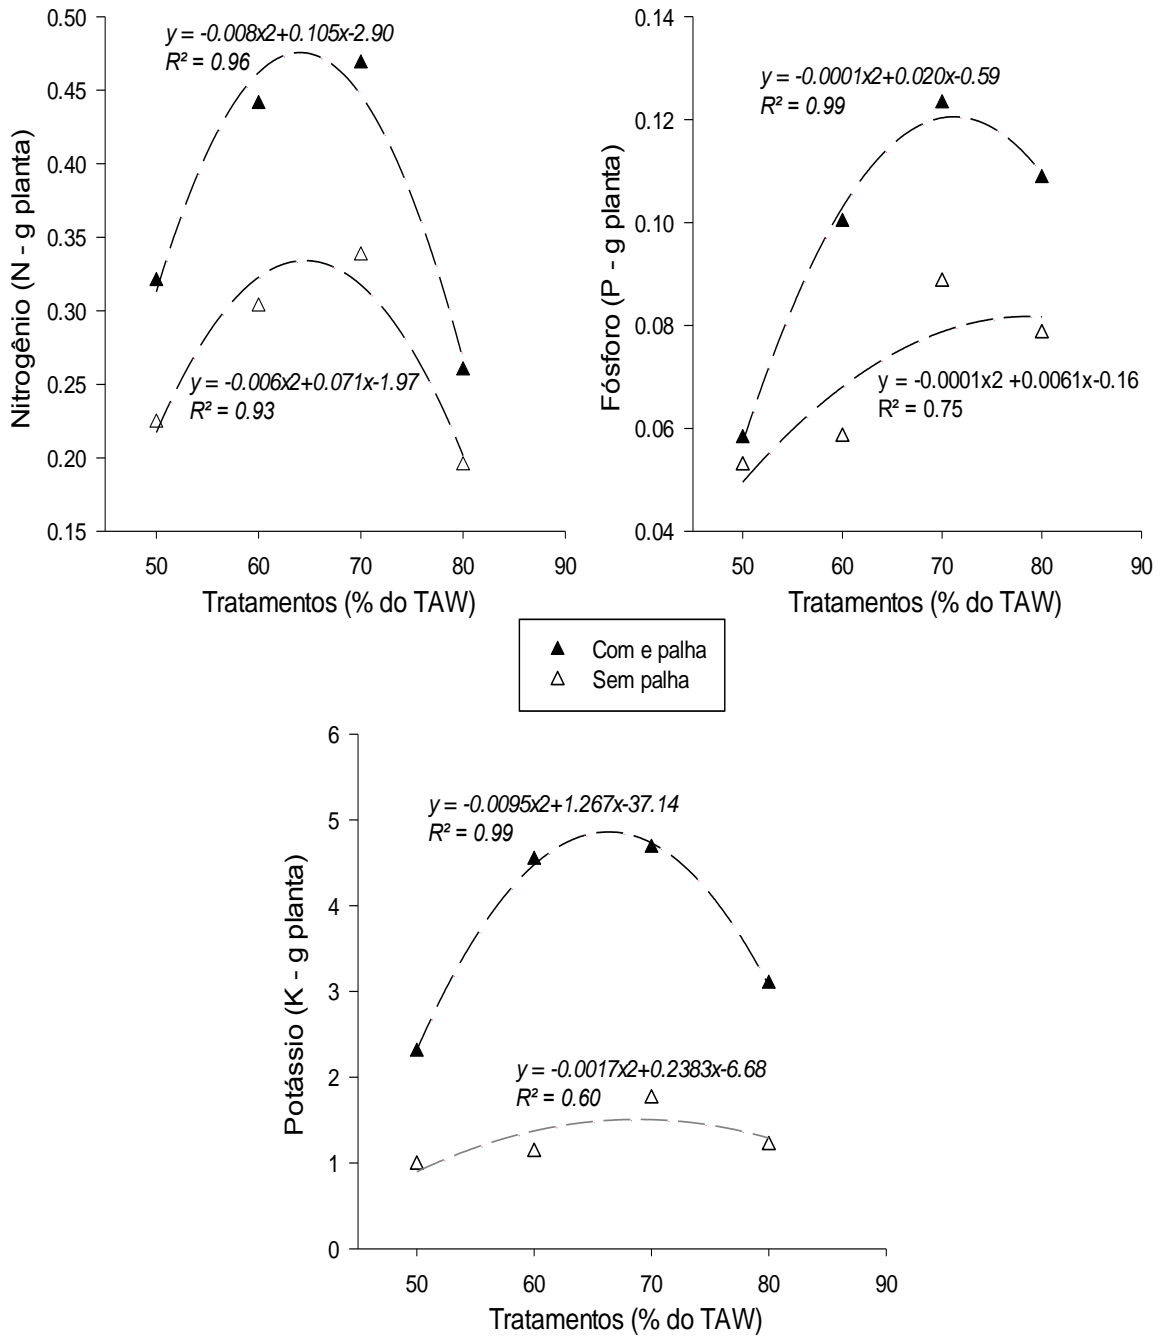 y = -0.008x2+0.105x-2.90
R² = 0.96
0.50
0.45
0.40
0.35
0.30
0.25
0.20
0.15
Nitrogênio (N - g planta)
y = -0.006x2+0.071x-1.97
R² = 0.93
50 60 70 80 90
Tratamentos (% do TAW)
0.14
0.12
0.10
0.08
0.06
0.04
Fósforo (P - g planta)
y = -0.0001x2+0.020x-0.59
R² = 0.99
y = -0.0001x2 +0.0061x-0.16
R² = 0.75
50 60 70 80 90
Tratamentos (% do TAW)
Com e palha
Sem palha
6
5
4
3
2
1
0
Potássio (K - g planta)
y = -0.0095x2+1.267x-37.14
R² = 0.99
y = -0.0017x2+0.2383x-6.68
R² = 0.60
50 60 70 80 90
Tratamentos (% do TAW)